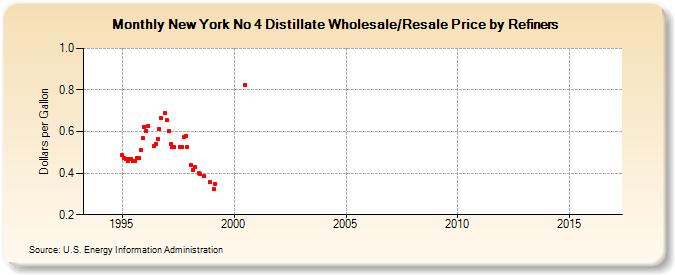 Monthly New York No 4 Distillate Wholesale/Resale Price by Refiners
Dollars per Gallon
1.0
0.8
0.6
0.4
0.2
1995 2000 2005 2010 2015
Source: U.S. Energy Information Administration